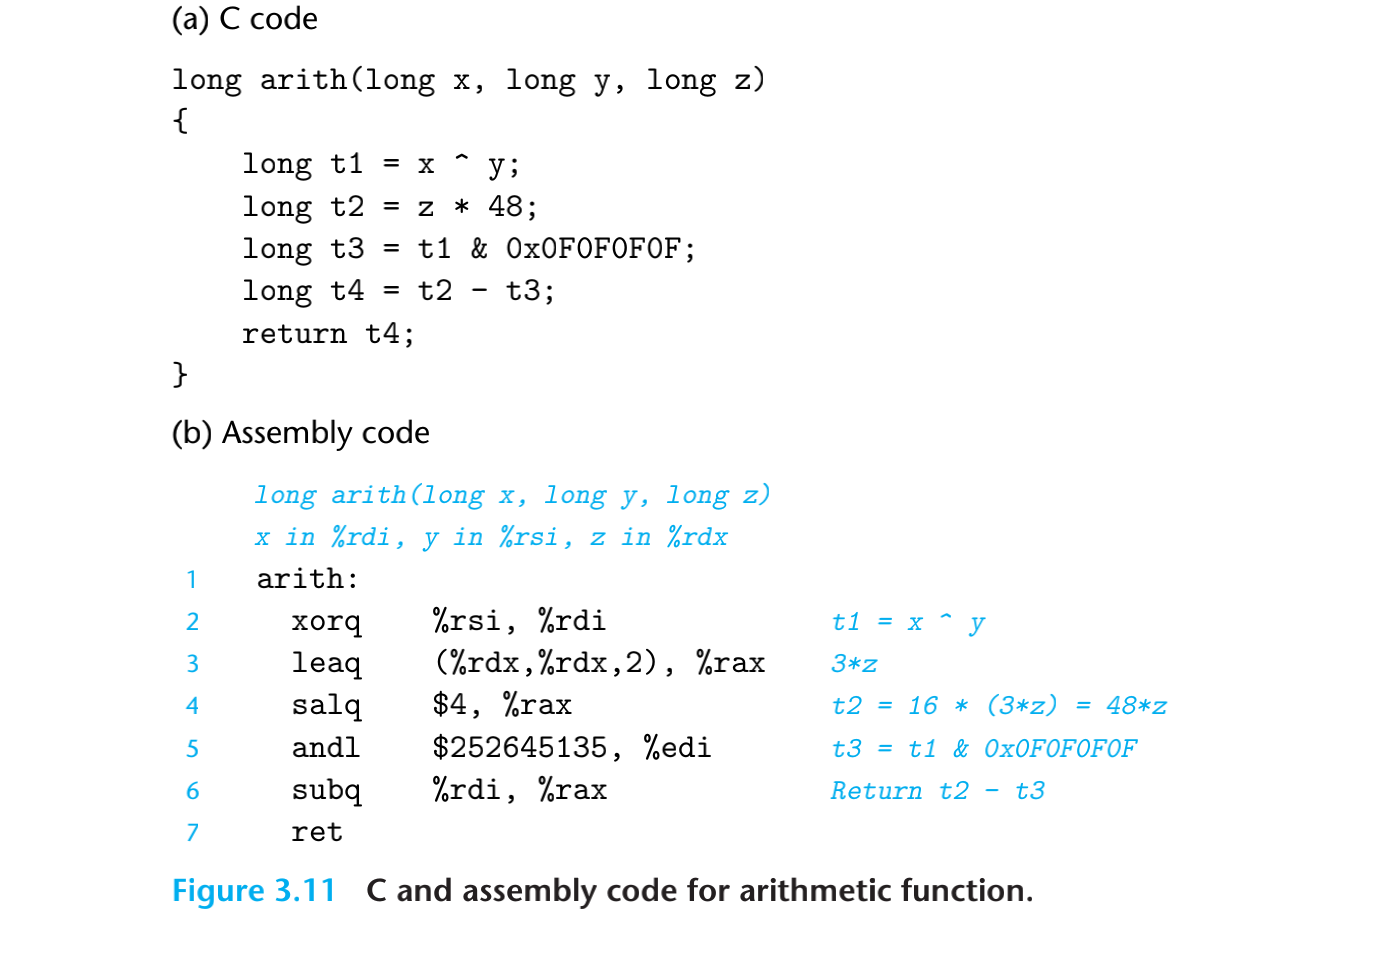 (a) C code
long arith(long x, long y, long z)
{
    long t1 = x ^ y;
    long t2 = z * 48;
    long t3 = t1 & 0x0F0F0F0F;
    long t4 = t2 - t3;
    return t4;
}
(b) Assembly code
long arith(long x, long y, long z)
x in %rdi, y in %rsi, z in %rdx
1 arith:
2 xorq %rsi, %rdi t1 = x ^ y
3 leaq (%rdx,%rdx,2), %rax 3*z
4 salq $4, %rax t2 = 16 * (3*z) = 48*z
5 andl $252645135, %edi t3 = t1 & 0x0F0F0F0F
6 subq %rdi, %rax Return t2 - t3
7 ret
Figure 3.11 C and assembly code for arithmetic function.